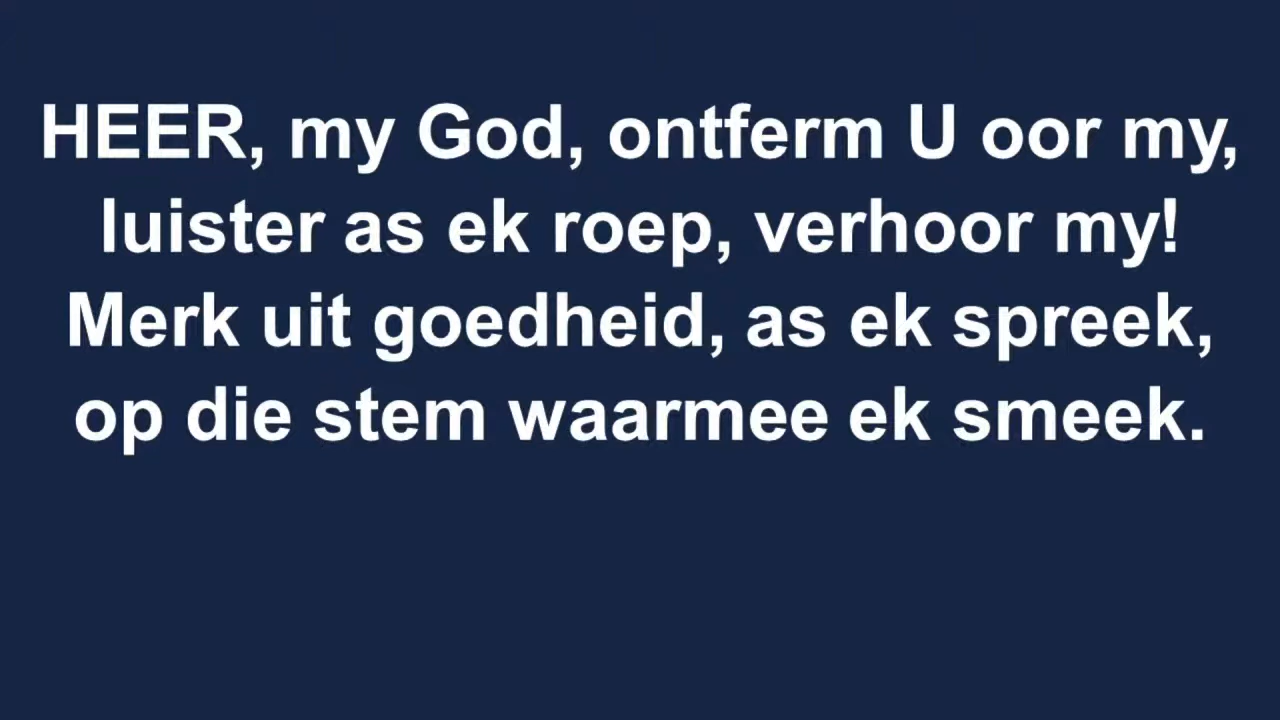 HEER, my God, ontferm U oor my,
luister as ek roep, verhoor my!
Merk uit goedheid, as ek spreek,
op die stem waarmee ek smeek.